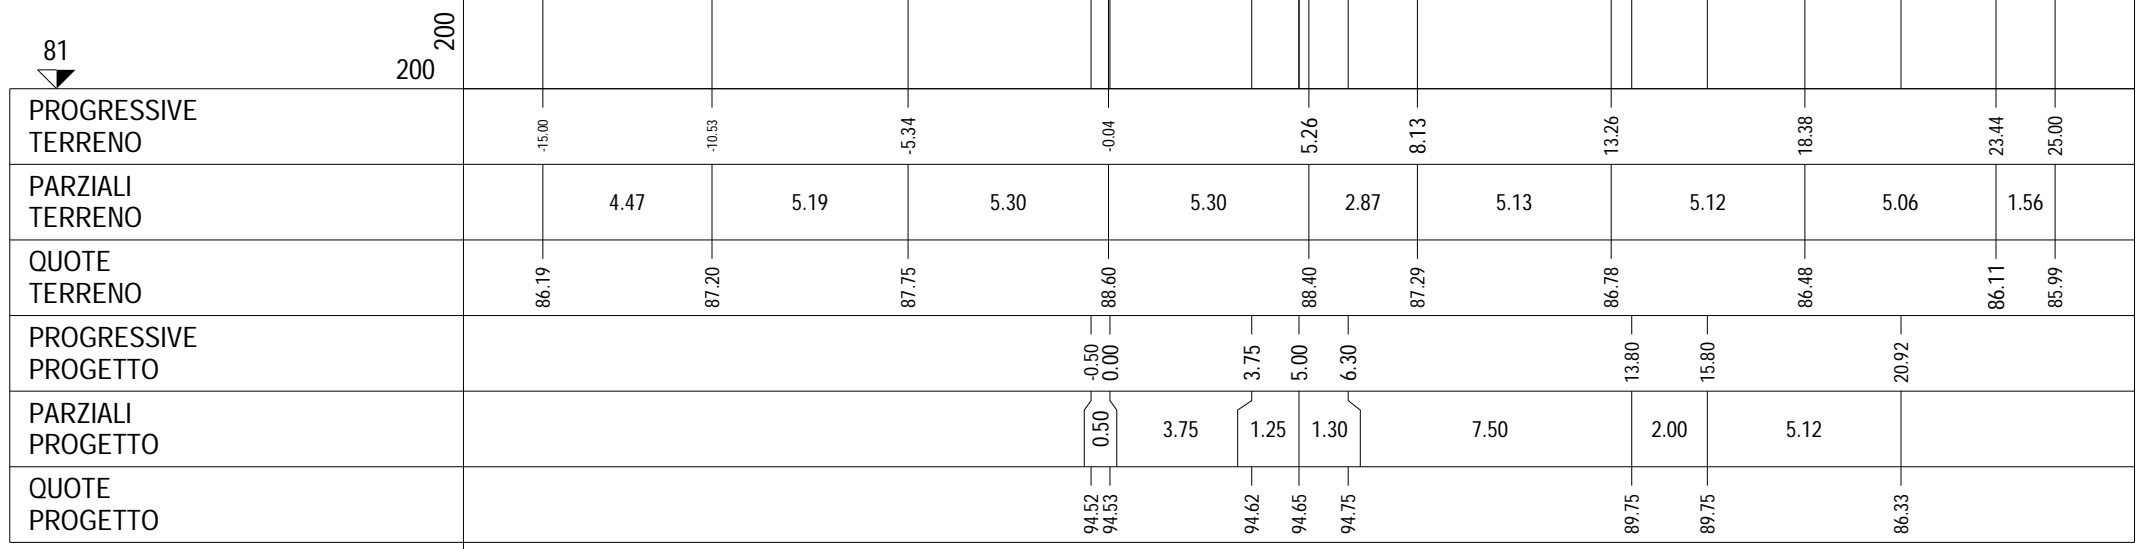 200
81
200
PROGRESSIVE
TERRENO
-15.00 -10.53 -5.34 -0.04 5.26 8.13 13.26 18.38 23.44 25.00
PARZIALI
TERRENO
4.47 5.19 5.30 5.30 2.87 5.13 5.12 5.06 1.56
QUOTE
TERRENO
86.19 87.20 87.75 88.60 88.40 87.29 86.78 86.48 86.11 85.99
PROGRESSIVE
PROGETTO
-0.50 0.00 3.75 5.00 6.30 13.80 15.80 20.92
PARZIALI
PROGETTO
0.50 3.75 1.25 1.30 7.50 2.00 5.12
QUOTE
PROGETTO
94.52 94.53 94.62 94.65 94.75 89.75 89.75 86.33